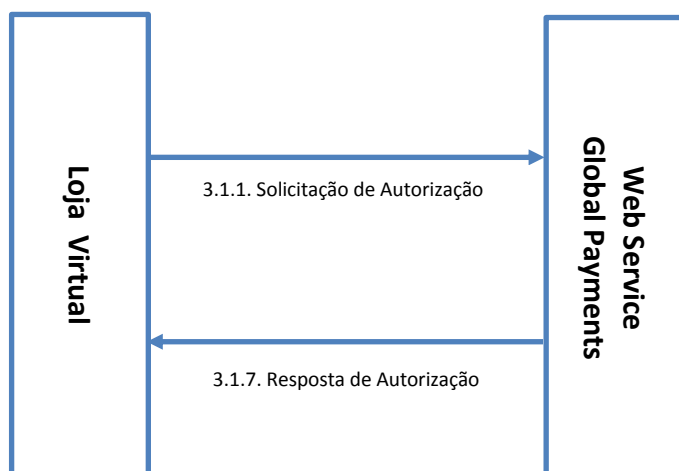 Loja Virtual
3.1.1. Solicitação de Autorização
3.1.7. Resposta de Autorização
Web Service
Global Payments